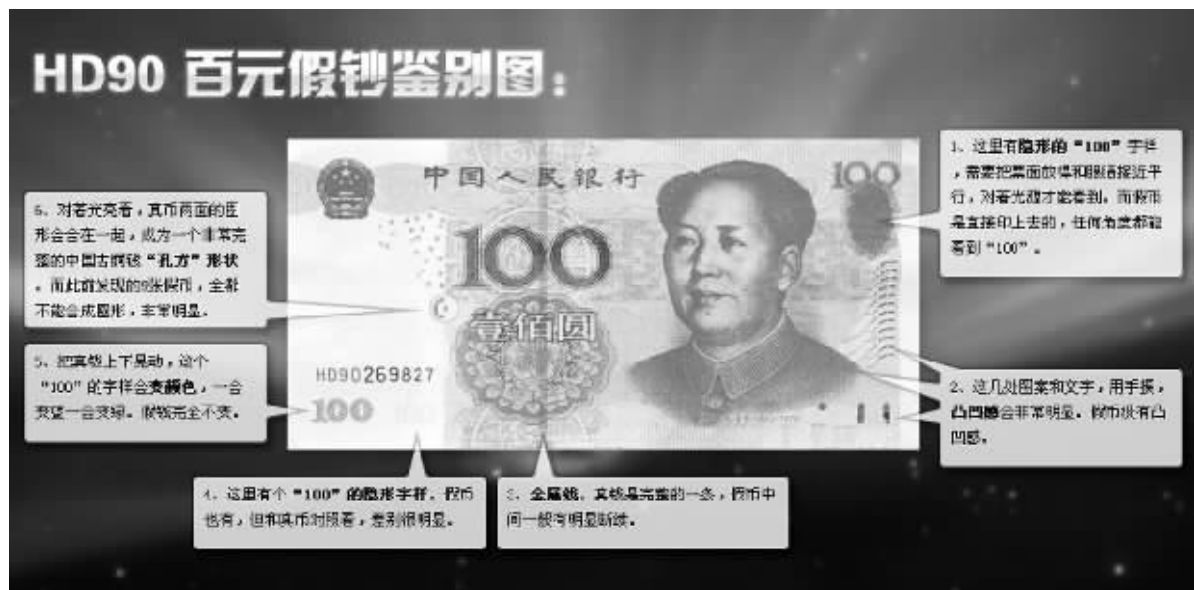 HD90 百元假钞鉴别图：
中国人民银行
100
100
壹佰圆
HD90269827
100
1、这里有隐形的“100”字样
，需要把票面放得和眼睛接近平
行，对着光源才能看到。而假币
是直接印上去的，任何角度都能
看到“100”。
2、这几处图案和文字，用手摸，
凸凹感会非常明显。假币没有凸
凹感。
3、金属线。真钱是完整的一条，假币中
间一般有明显断续。
4、这里有个“100”的隐形字样。假币
也有，但和真币对照看，差别很明显。
5、把真钱上下晃动，这个
“100”的字样会变颜色，一会
变蓝一会变绿。假钱完全不变。
6、对着光亮看，真币两面的图
形会合在一起，成为一个非常完
整的中国古铜钱“孔方”形状
。而此前发现的9张假币，全都
不能合成圆形，非常明显。